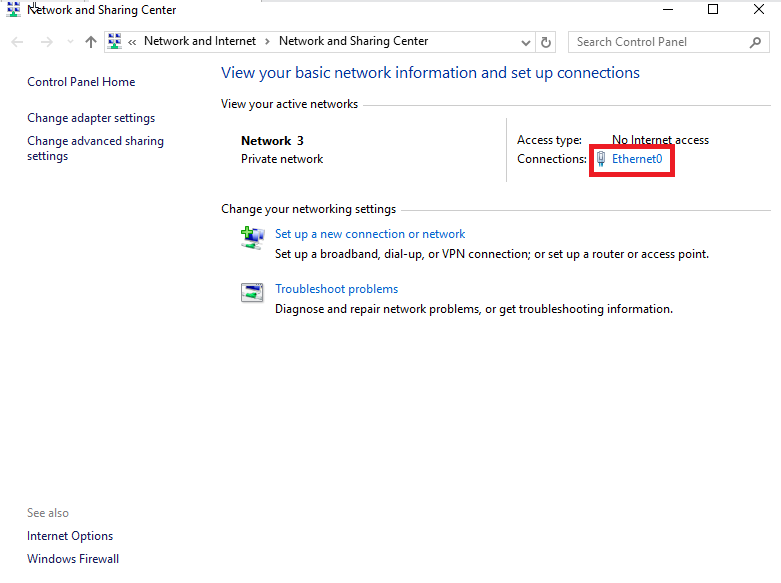 Network and Sharing Center
« Network and Internet > Network and Sharing Center
Search Control Panel
Control Panel Home
Change adapter settings
Change advanced sharing
settings
View your basic network information and set up connections
View your active networks
Network 3
Private network
Access type: No Internet access
Connections: Ethernet0
Change your networking settings
Set up a new connection or network
Set up a broadband, dial-up, or VPN connection; or set up a router or access point.
Troubleshoot problems
Diagnose and repair network problems, or get troubleshooting information.
See also
Internet Options
Windows Firewall